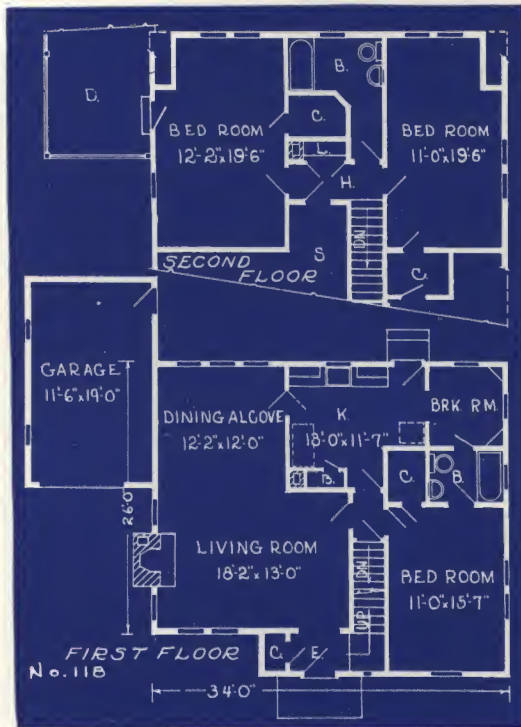 D.
B.
C.
BED ROOM
12'-2"x19'-6"
BED ROOM
11'-0"x19'-6"
L.
H.
DN
S
SECOND
FLOOR
C.
GARAGE
11'-6"x19'-0"
DINING ALCOVE
12'-2"x12'-0"
K.
18'-0"x11'-7"
BRK. RM.
B.
C.
B.
26'-0"
LIVING ROOM
18'-2"x13'-0"
DN
UP
BED ROOM
11'-0"x15'-7"
FIRST FLOOR
C.
E.
No. 118
34'-0"